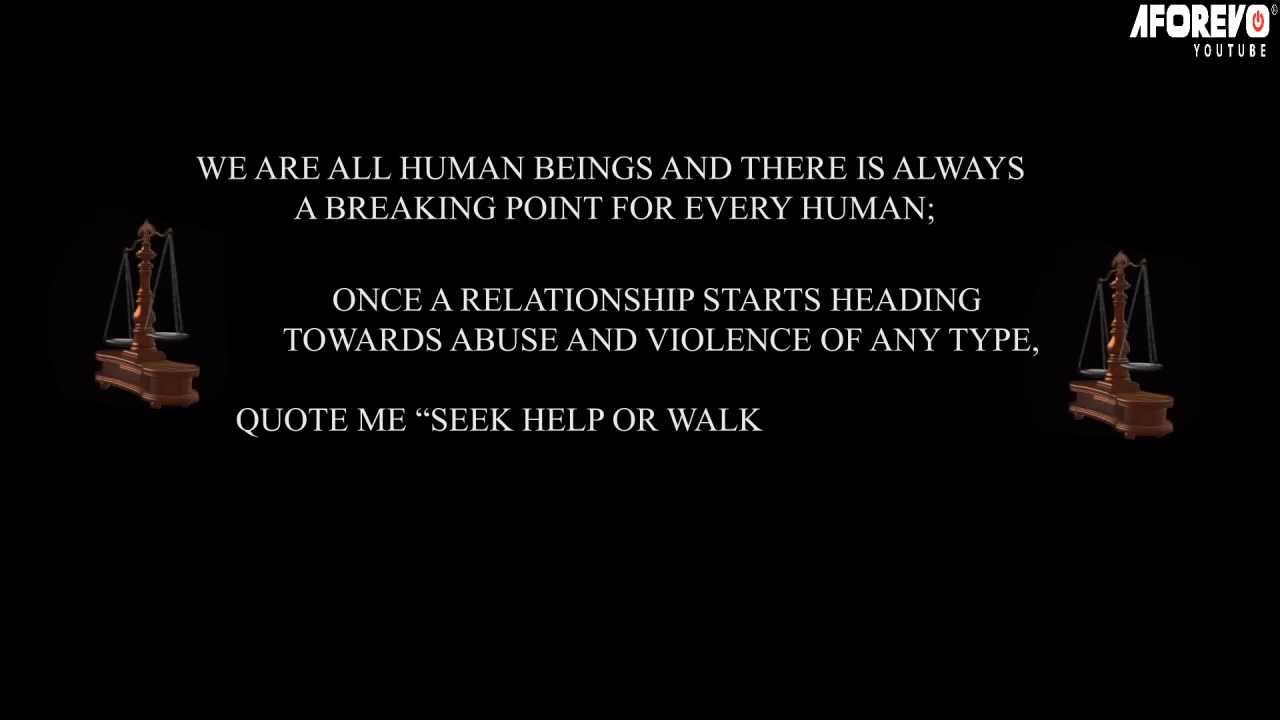 AFOREVO®
YOUTUBE
WE ARE ALL HUMAN BEINGS AND THERE IS ALWAYS
A BREAKING POINT FOR EVERY HUMAN;
ONCE A RELATIONSHIP STARTS HEADING
TOWARDS ABUSE AND VIOLENCE OF ANY TYPE,
QUOTE ME “SEEK HELP OR WALK